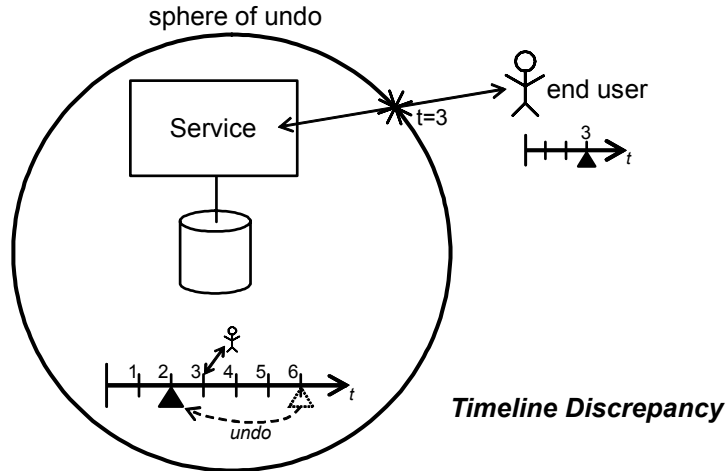 sphere of undo
end user
Service
t=3
3
t
1 2 3 4 5 6
t
undo
Timeline Discrepancy